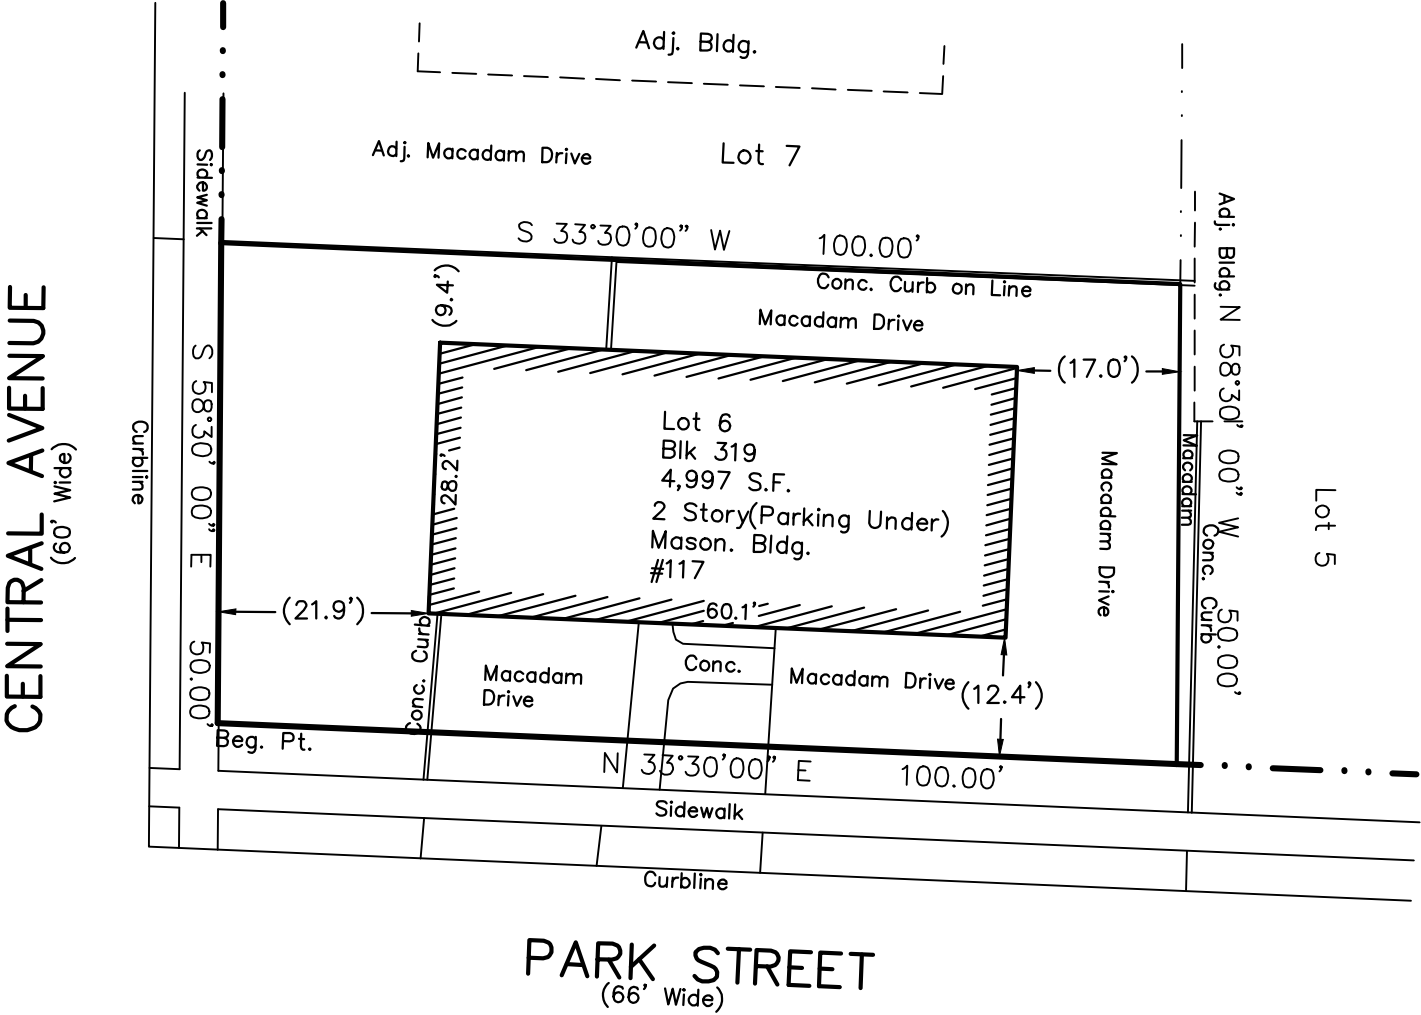 Adj. Bldg.
Adj. Macadam Drive
Lot 7
Sidewalk
S 33°30'00" W 100.00'
Conc. Curb on Line
Macadam Drive
(9.4')
(17.0')
Adj. Bldg.
N 58°30' 00" W 50.00'
CENTRAL AVENUE
(60' Wide)
Curbline
S 58°30' 00" E 50.00'
28.2'
Lot 6
Blk 319
4,997 S.F.
2 Story(Parking Under)
Mason. Bldg.
#117
Macadam Drive
Macadam
Conc. Curb
Lot 5
(21.9')
60.1'
Conc. Curb
Macadam
Drive
Conc.
Macadam Drive
(12.4')
Beg. Pt.
N 33°30'00" E 100.00'
Sidewalk
Curbline
PARK STREET
(66' Wide)